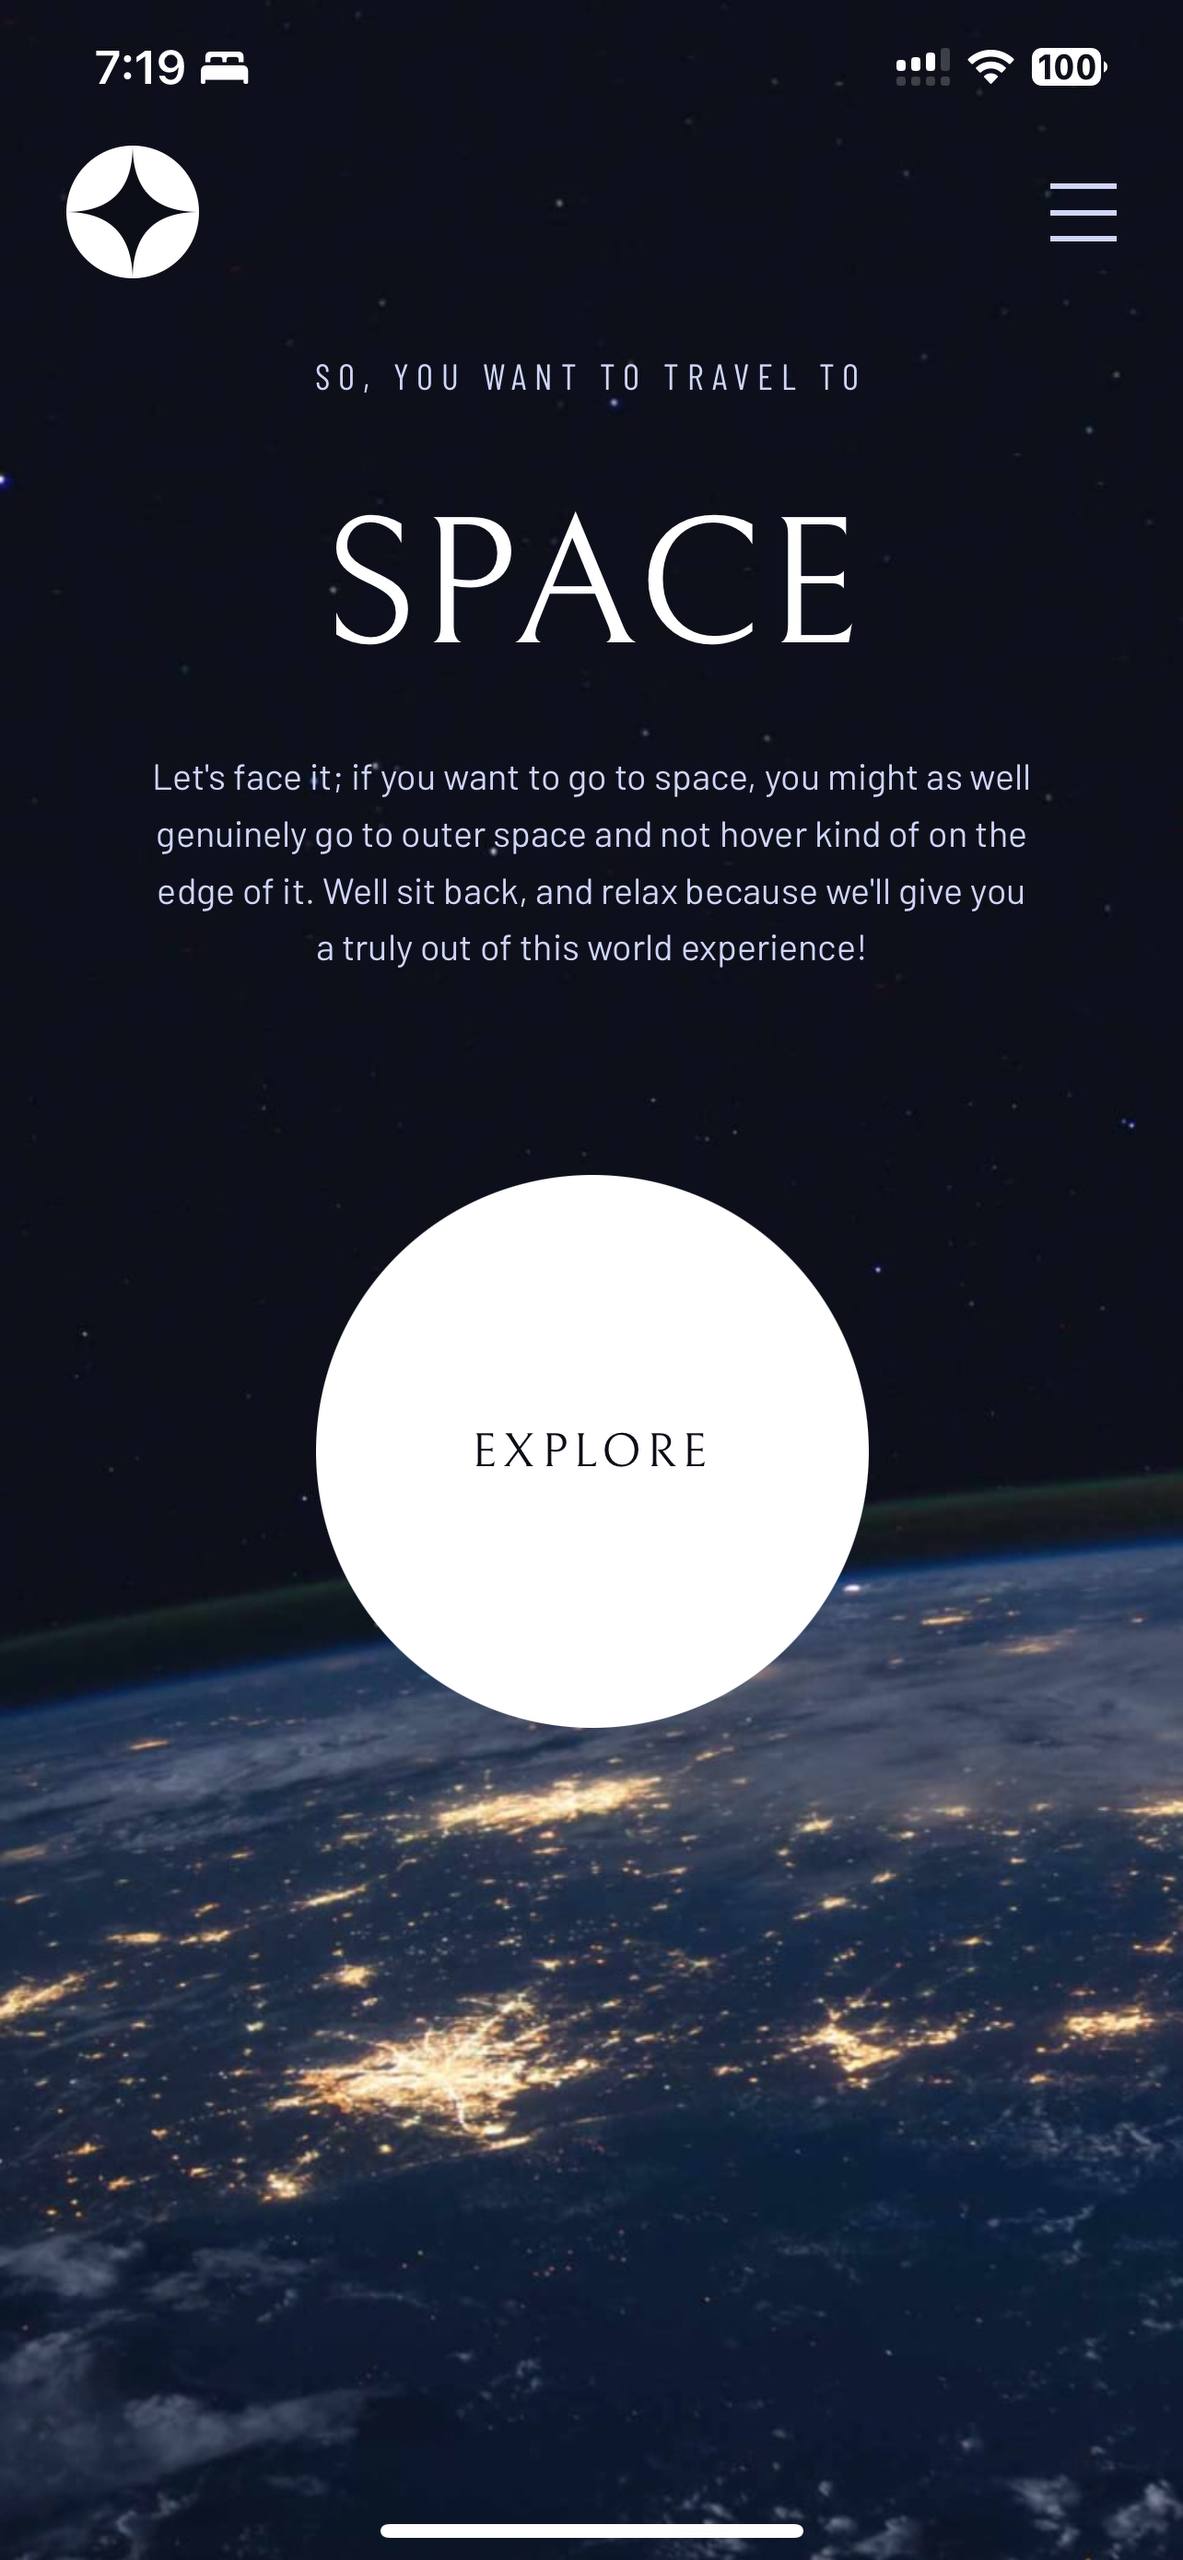 7:19
100
SO, YOU WANT TO TRAVEL TO
SPACE
Let's face it; if you want to go to space, you might as well
genuinely go to outer space and not hover kind of on the
edge of it. Well sit back, and relax because we'll give you
a truly out of this world experience!
EXPLORE